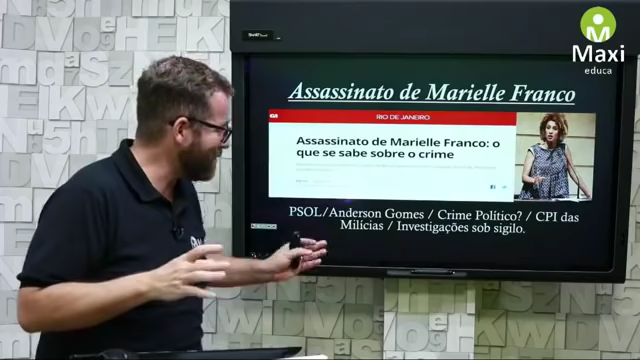 Maxi
educa
Assassinato de Marielle Franco
G1
RIO DE JANEIRO
Assassinato de Marielle Franco: o
que se sabe sobre o crime
PSOL/Anderson Gomes / Crime Político? / CPI das
Milícias / Investigações sob sigilo.